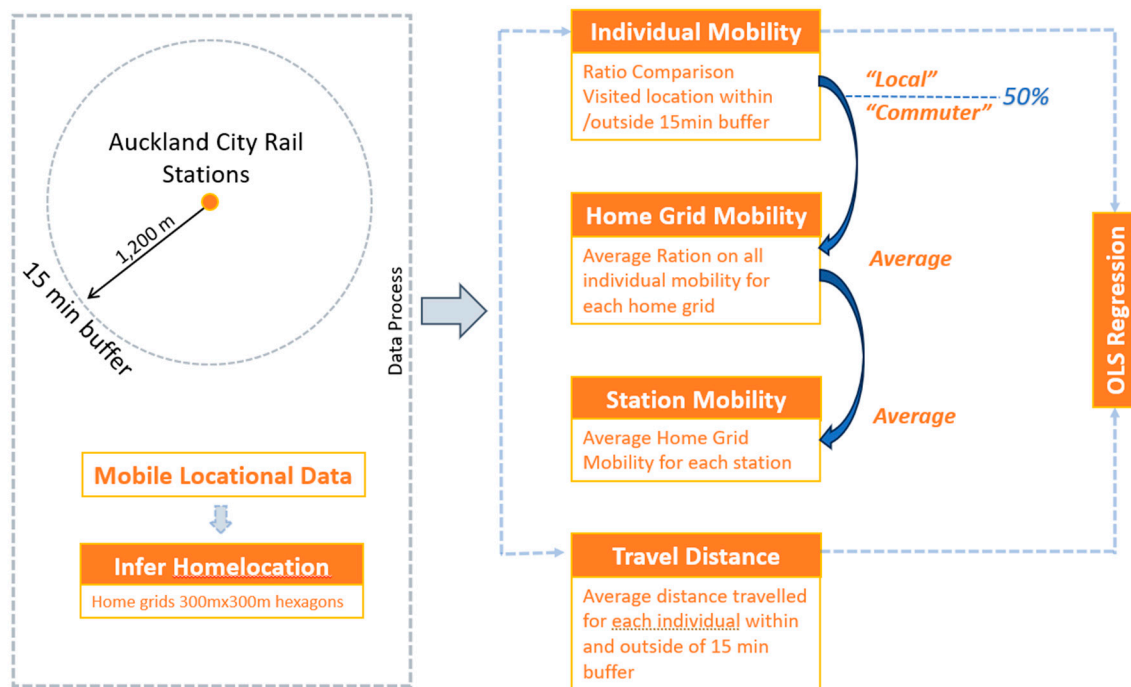 Auckland City Rail
Stations
1,200 m
15 min buffer
Mobile Locational Data
Infer Homelocation
Home grids 300mx300m hexagons
Data Process
Individual Mobility
Ratio Comparison
Visited location within
/outside 15min buffer
“Local”
“Commuter”
50%
Home Grid Mobility
Average Ration on all
individual mobility for
each home grid
Average
Station Mobility
Average Home Grid
Mobility for each station
Average
Travel Distance
Average distance travelled
for each individual within
and outside of 15 min
buffer
OLS Regression